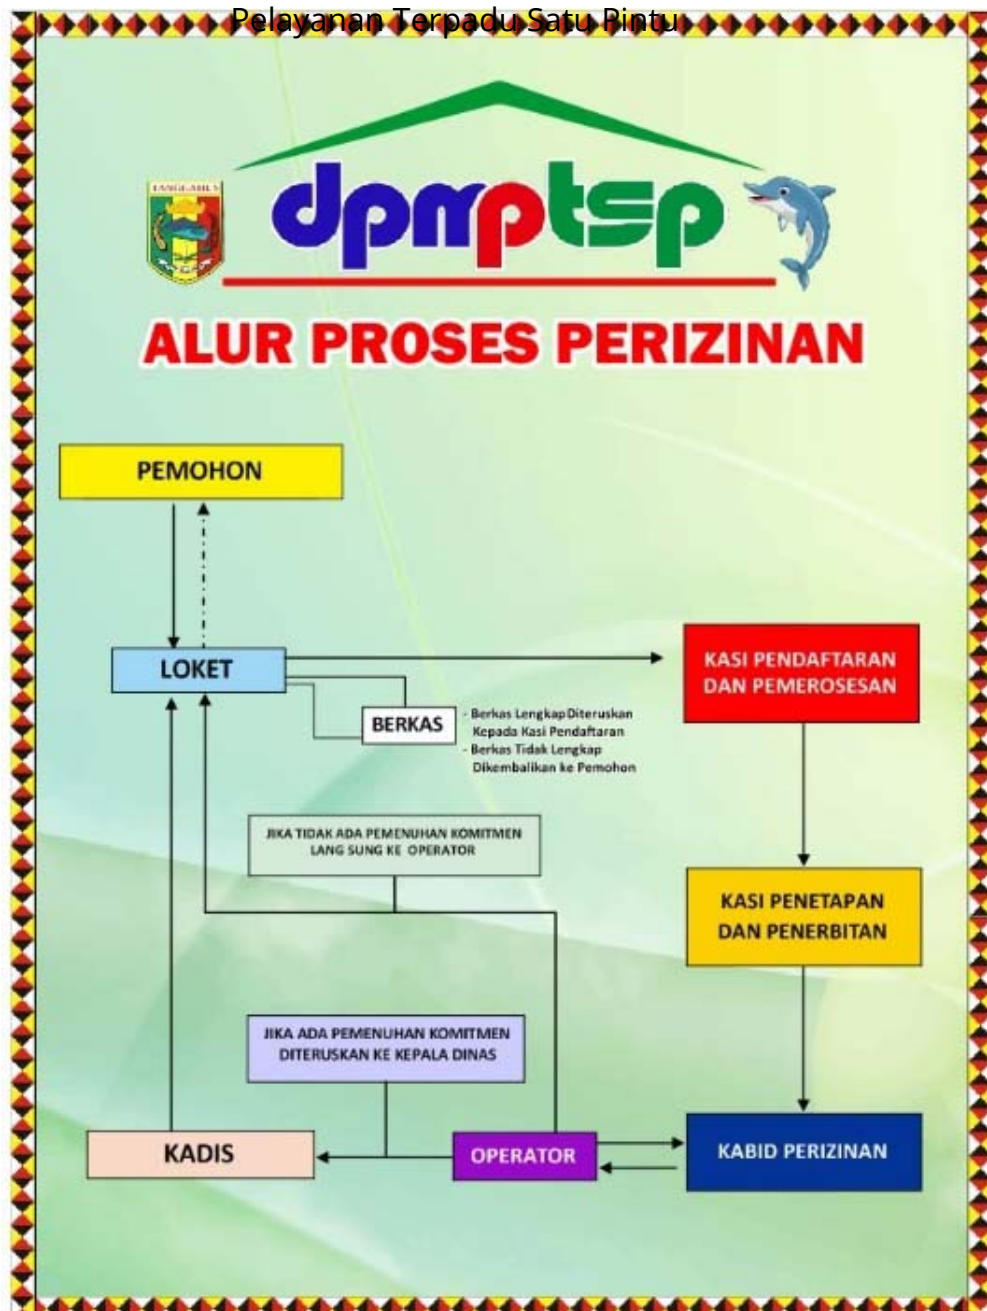 Pelayanan Terpadu Satu Pintu
TANGGAMUS
dpmptsp
ALUR PROSES PERIZINAN
PEMOHON
LOKET
KASI PENDAFTARAN
DAN PEMEROSESAN
BERKAS
- Berkas Lengkap Diteruskan
Kepada Kasi Pendaftaran
- Berkas Tidak Lengkap
Dikembalikan ke Pemohon
JIKA TIDAK ADA PEMENUHAN KOMITMEN
LANG SUNG KE OPERATOR
KASI PENETAPAN
DAN PENERBITAN
JIKA ADA PEMENUHAN KOMITMEN
DITERUSKAN KE KEPALA DINAS
KADIS
OPERATOR
KABID PERIZINAN